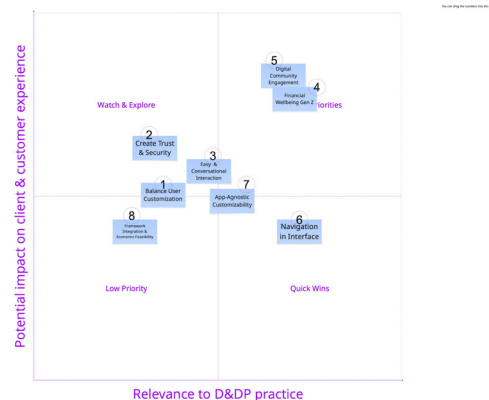 You can drag the numbers into this
Potential impact on client & customer experience
5
Digital
Community
Engagement
4
Financial
Wellbeing Gen Z
iorities
Watch & Explore
2
Create Trust
& Security
3
Easy &
Conversational
Interaction
1
Balance User
Customization
7
App-Agnostic
Customizability
8
Framework
Integration &
Economic Feasibility
6
Navigation
in Interface
Low Priority
Quick Wins
Relevance to D&DP practice